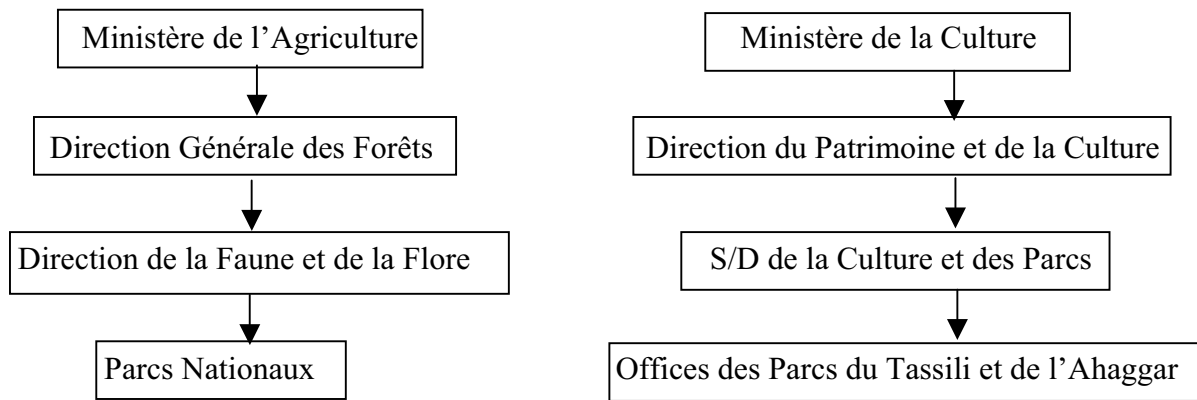 Ministère de l’Agriculture
Direction Générale des Forêts
Direction de la Faune et de la Flore
Parcs Nationaux
Ministère de la Culture
Direction du Patrimoine et de la Culture
S/D de la Culture et des Parcs
Offices des Parcs du Tassili et de l’Ahaggar